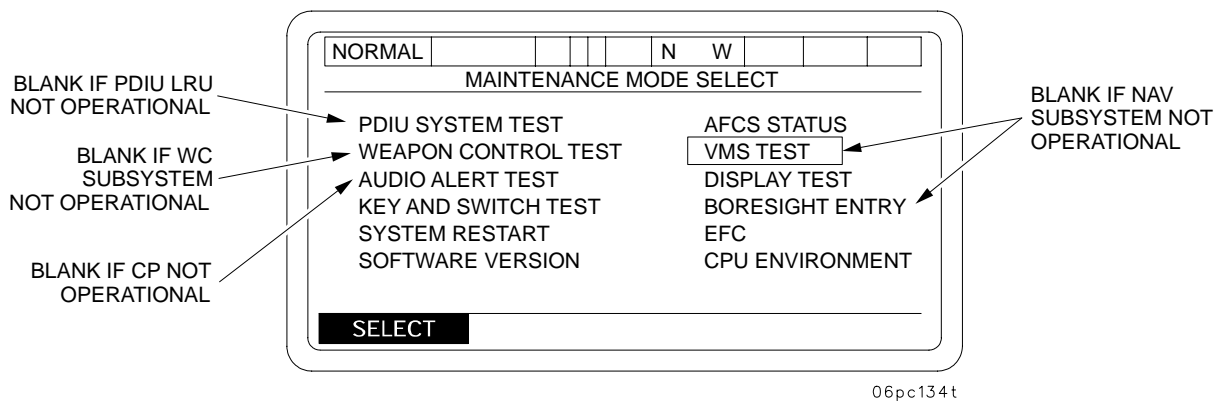 NORMAL N W
MAINTENANCE MODE SELECT
BLANK IF PDIU LRU
NOT OPERATIONAL
BLANK IF WC
SUBSYSTEM
NOT OPERATIONAL
BLANK IF CP NOT
OPERATIONAL
PDIU SYSTEM TEST
WEAPON CONTROL TEST
AUDIO ALERT TEST
KEY AND SWITCH TEST
SYSTEM RESTART
SOFTWARE VERSION
AFCS STATUS
VMS TEST
DISPLAY TEST
BORESIGHT ENTRY
EFC
CPU ENVIRONMENT
BLANK IF NAV
SUBSYSTEM NOT
OPERATIONAL
SELECT
06pc134t